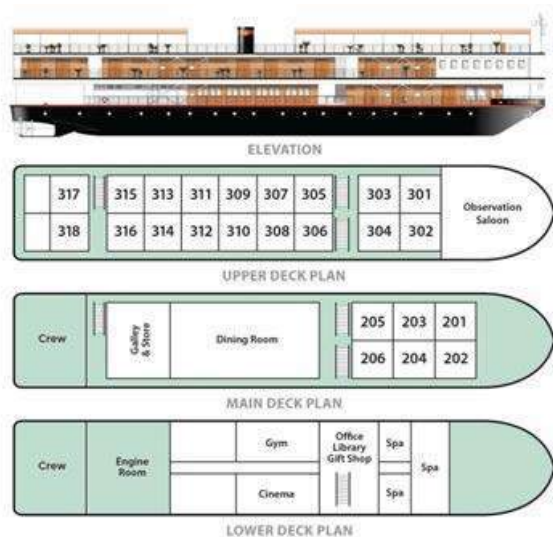 ELEVATION
317 315 313 311 309 307 305 303 301
Observation
Saloon
318 316 314 312 310 308 306 304 302
UPPER DECK PLAN
Crew
Galley
& Store
Dining Room
205 203 201
206 204 202
MAIN DECK PLAN
Crew
Engine
Room
Gym
Cinema
Office
Library
Gift Shop
Spa
Spa
Spa
LOWER DECK PLAN